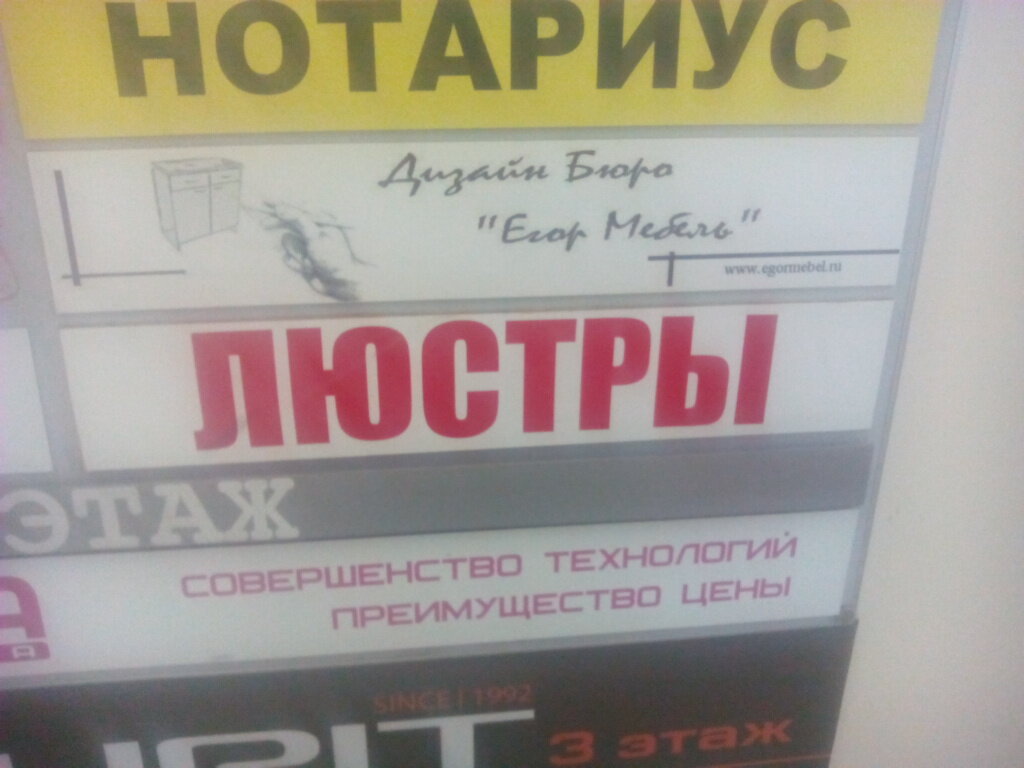 НОТАРИУС
Дизайн Бюро
"Егор Мебель"
www.egormebel.ru
ЛЮСТРЫ
ЭТАЖ
СОВЕРШЕНСТВО ТЕХНОЛОГИЙ
ПРЕИМУЩЕСТВО ЦЕНЫ
SINCE / 1992
3 этаж